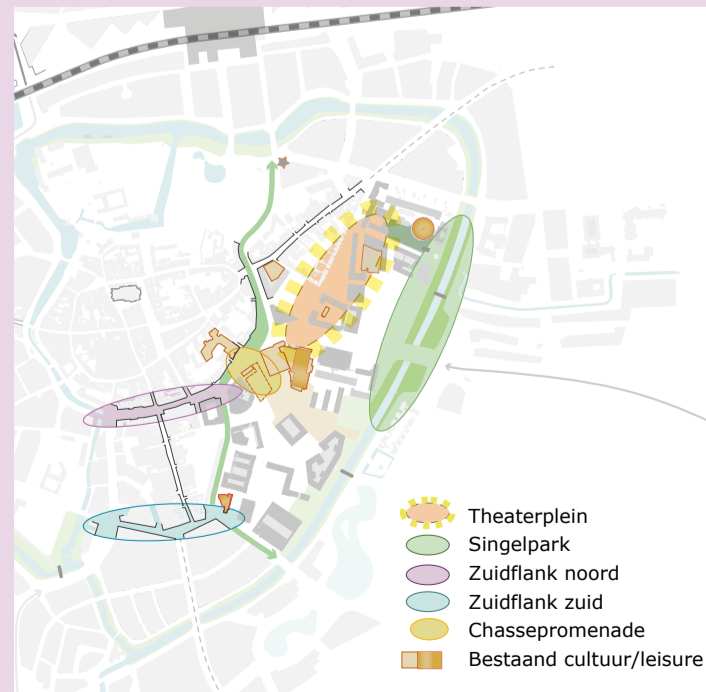 Theaterplein
Singelpark
Zuidflank noord
Zuidflank zuid
Chassepromenade
Bestaand cultuur/leisure